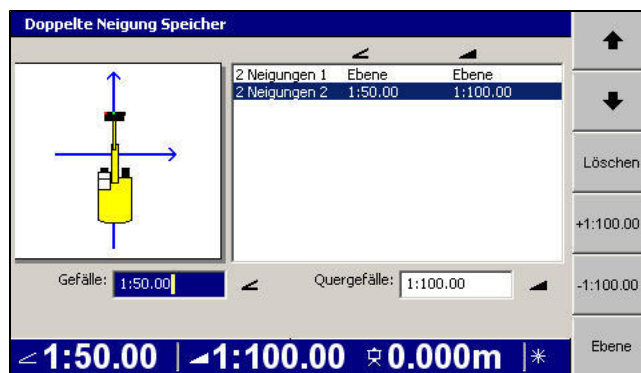 Doppelte Neigung Speicher
2 Neigungen 1 Ebene Ebene
2 Neigungen 2 1:50.00 1:100.00
Löschen
+1:100.00
-1:100.00
Ebene
Gefälle: 1:50.00 Quergefälle: 1:100.00
1:50.00 1:100.00 0.000m